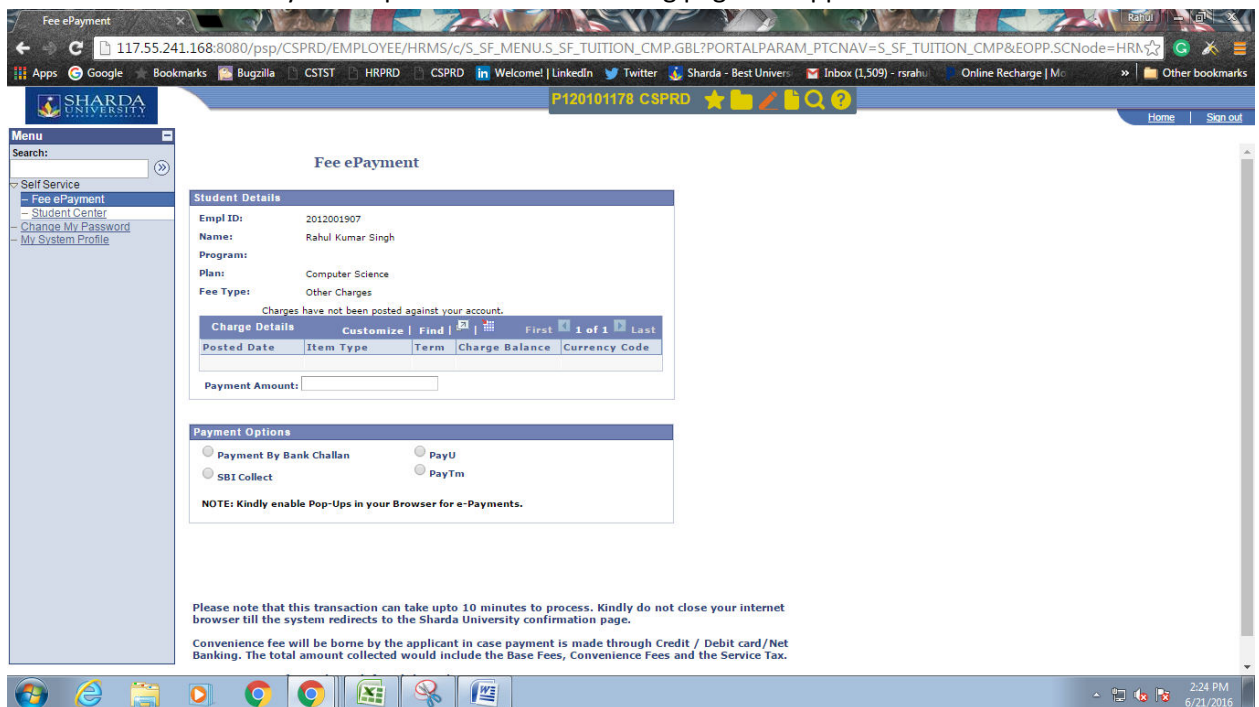 Fee ePayment
Rahul
117.55.241.168:8080/psp/CSPRD/EMPLOYEE/HRMS/c/S_SF_MENU.S_SF_TUITION_CMP.GBL?PORTALPARAM_PTCNAV=S_SF_TUITION_CMP&EOPP.SCNode=HRM
Apps Google Bookmarks Bugzilla CSTST HRPRD CSPRD Welcome! | LinkedIn Twitter Sharda - Best Univers Inbox (1,509) - rsrahu Online Recharge | Mo » Other bookmarks
SHARDA
UNIVERSITY
P120101178 CSPRD
Home | Sign out
Menu
Search:
Self Service
– Fee ePayment
– Student Center
– Change My Password
– My System Profile
Fee ePayment
Student Details
Empl ID: 2012001907
Name: Rahul Kumar Singh
Program:
Plan: Computer Science
Fee Type: Other Charges
Charges have not been posted against your account.
Charge Details Customize | Find | | First 1 of 1 Last
Posted Date Item Type Term Charge Balance Currency Code
Payment Amount:
Payment Options
Payment By Bank Challan PayU
SBI Collect PayTm
NOTE: Kindly enable Pop-Ups in your Browser for e-Payments.
Please note that this transaction can take upto 10 minutes to process. Kindly do not close your internet
browser till the system redirects to the Sharda University confirmation page.
Convenience fee will be borne by the applicant in case payment is made through Credit / Debit card/Net
Banking. The total amount collected would include the Base Fees, Convenience Fees and the Service Tax.
2:24 PM
6/21/2016